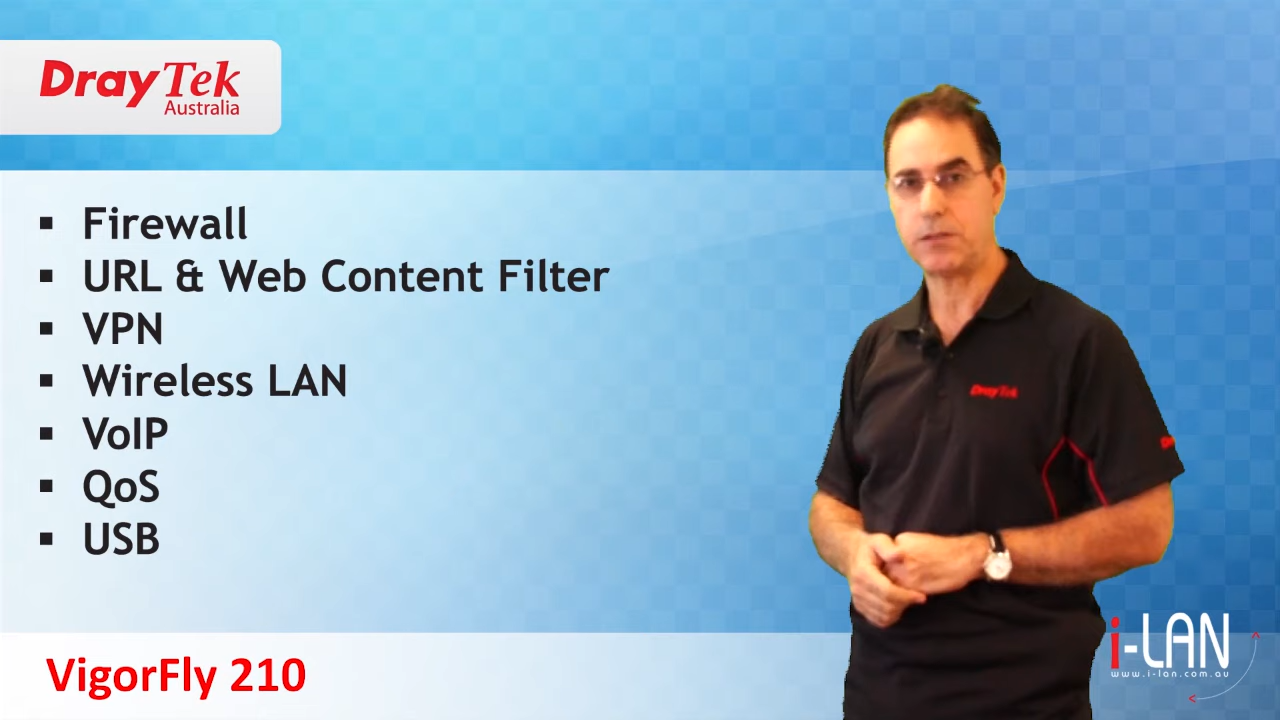 DrayTek
Australia
▪ Firewall
▪ URL & Web Content Filter
▪ VPN
▪ Wireless LAN
▪ VoIP
▪ QoS
▪ USB
DrayTek
VigorFly 210
i-LAN
www.i-lan.com.au